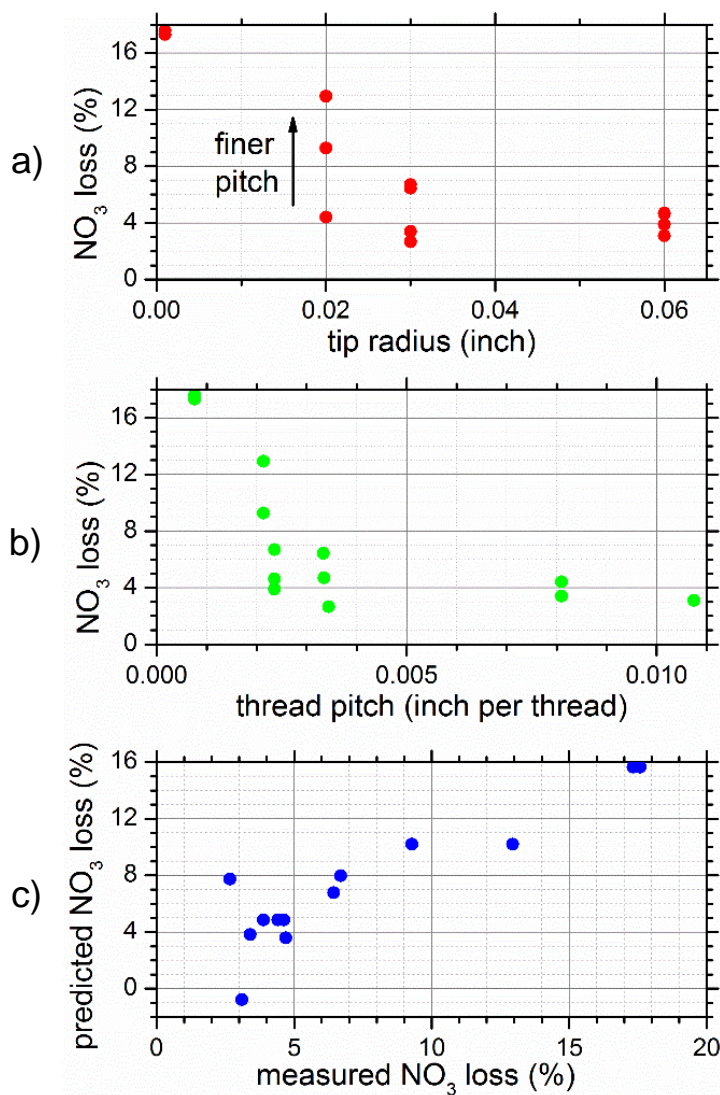 a)
NO₃ loss (%)
16
12
8
4
0
finer
pitch
0.00 0.02 0.04 0.06
tip radius (inch)
b)
NO₃ loss (%)
16
12
8
4
0
0.000 0.005 0.010
thread pitch (inch per thread)
c)
predicted NO₃ loss (%)
16
12
8
4
0
0 5 10 15 20
measured NO₃ loss (%)